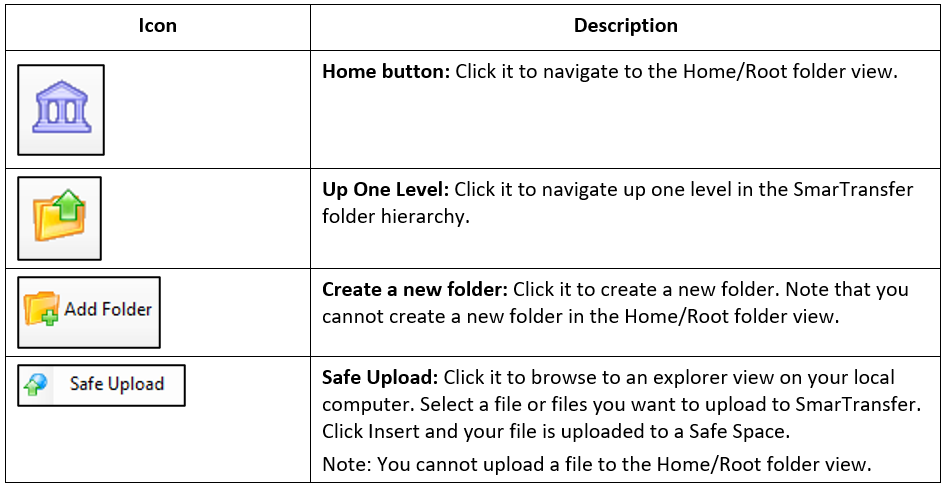 Icon
Description
Home button: Click it to navigate to the Home/Root folder view.
Up One Level: Click it to navigate up one level in the SmarTransfer
folder hierarchy.
Add Folder
Create a new folder: Click it to create a new folder. Note that you
cannot create a new folder in the Home/Root folder view.
Safe Upload
Safe Upload: Click it to browse to an explorer view on your local
computer. Select a file or files you want to upload to SmarTransfer.
Click Insert and your file is uploaded to a Safe Space.
Note: You cannot upload a file to the Home/Root folder view.